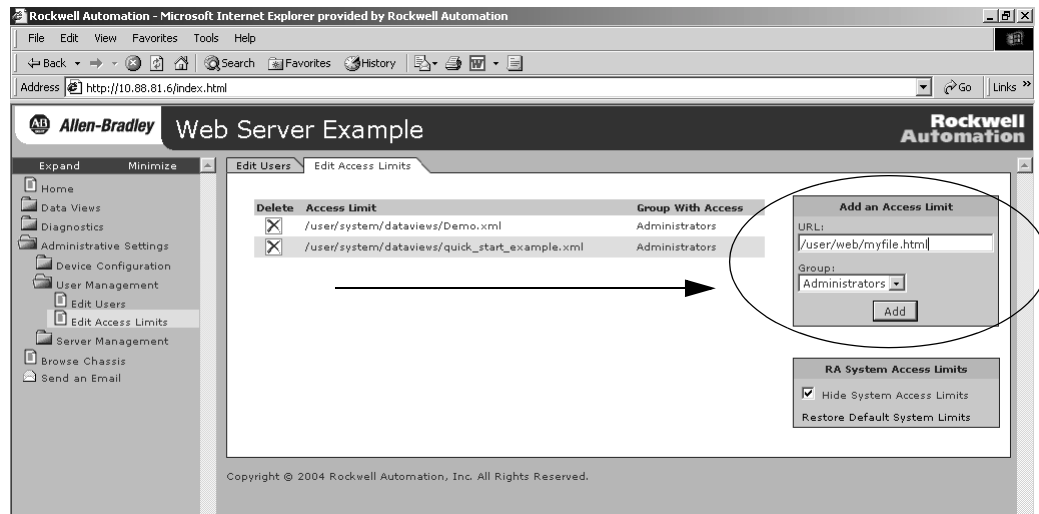 Rockwell Automation - Microsoft Internet Explorer provided by Rockwell Automation
File Edit View Favorites Tools Help
Back Search Favorites History
Address http://10.88.81.6/index.html Go Links »
AB Allen-Bradley Web Server Example Rockwell
Automation
Expand Minimize
Home
Data Views
Diagnostics
Administrative Settings
Device Configuration
User Management
Edit Users
Edit Access Limits
Server Management
Browse Chassis
Send an Email
Edit Users Edit Access Limits
Delete Access Limit Group With Access
/user/system/dataviews/Demo.xml Administrators
/user/system/dataviews/quick_start_example.xml Administrators
Add an Access Limit
URL:
/user/web/myfile.html
Group:
Administrators
Add
RA System Access Limits
Hide System Access Limits
Restore Default System Limits
Copyright © 2004 Rockwell Automation, Inc. All Rights Reserved.